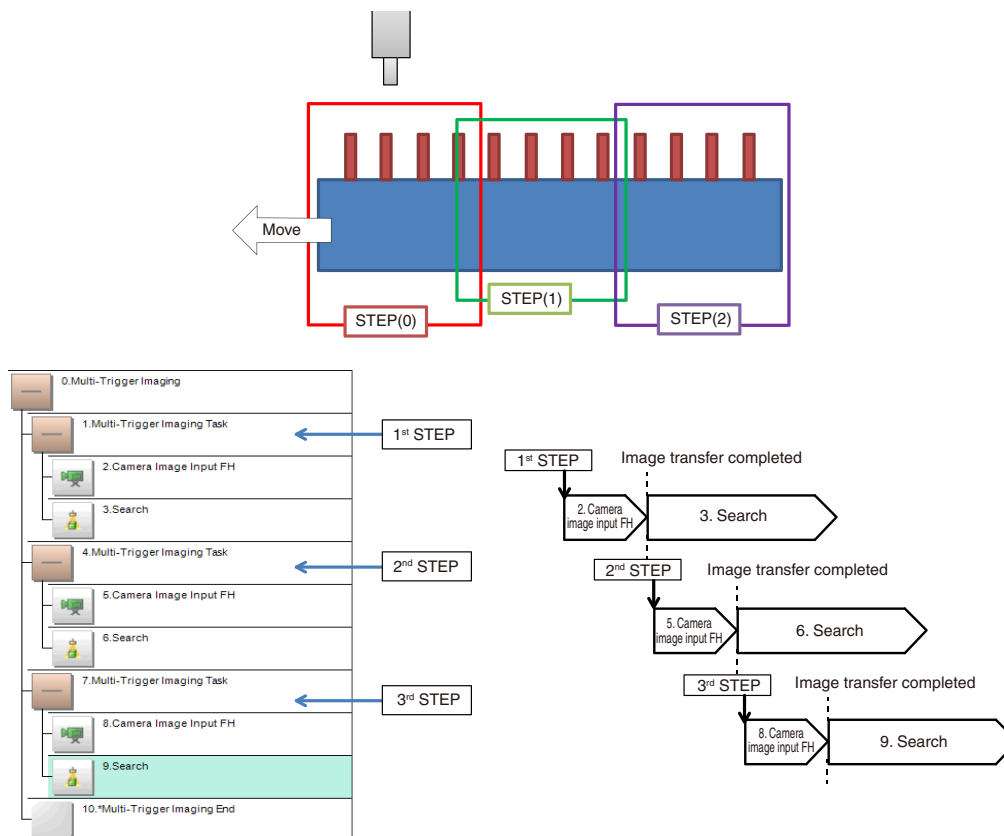 Move
STEP(0)
STEP(1)
STEP(2)
0.Multi-Trigger Imaging
1.Multi-Trigger Imaging Task
2.Camera Image Input FH
3.Search
4.Multi-Trigger Imaging Task
5.Camera Image Input FH
6.Search
7.Multi-Trigger Imaging Task
8.Camera Image Input FH
9.Search
10.*Multi-Trigger Imaging End
1st STEP
2nd STEP
3rd STEP
1st STEP
Image transfer completed
2. Camera
image input FH
3. Search
2nd STEP
Image transfer completed
5. Camera
image input FH
6. Search
3rd STEP
Image transfer completed
8. Camera
image input FH
9. Search